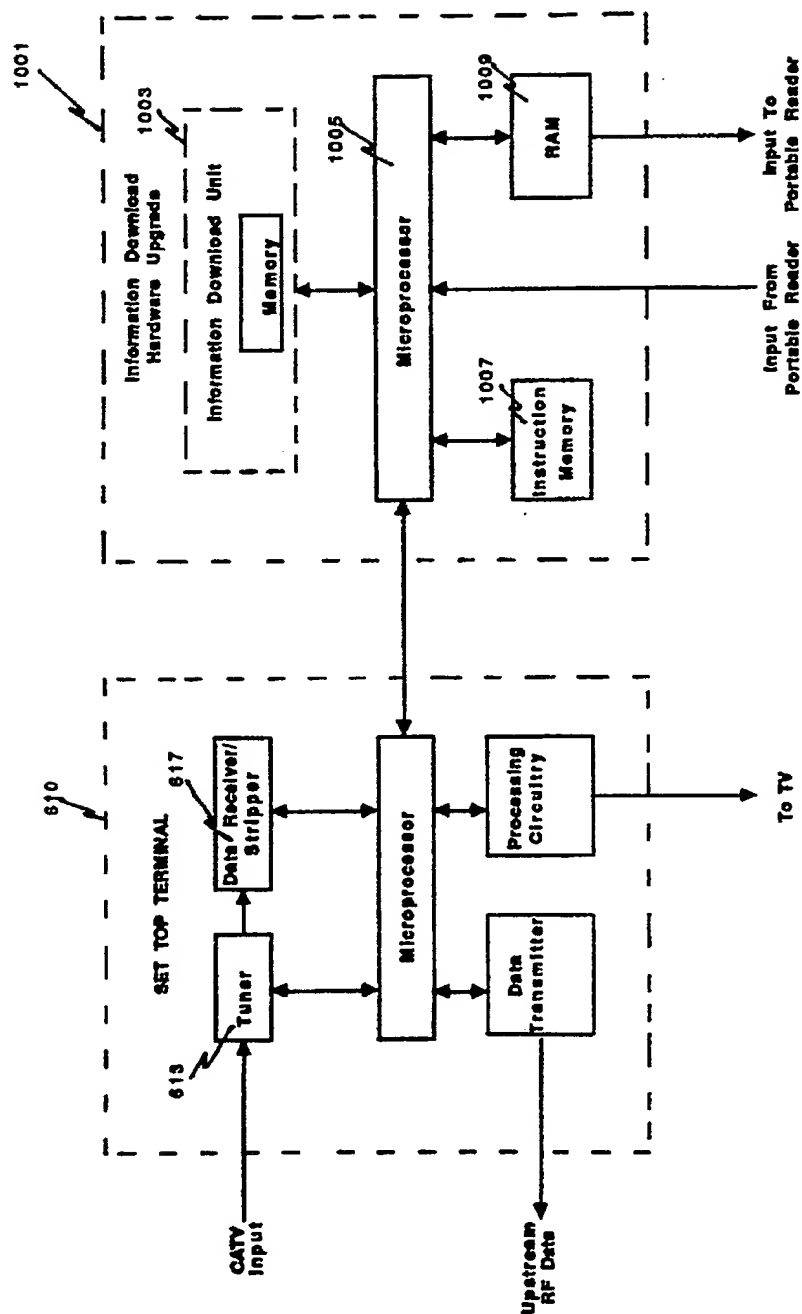 610
SET TOP TERMINAL
CATV
Input
613
Tuner
617
Data Receiver/
Stripper
Microprocessor
Data
Transmitter
Processing
Circuitry
Upstream
RF Data
To TV
1001
Information Download
Hardware Upgrade
1003
Information Download Unit
Memory
1005
Microprocessor
1007
Instruction
Memory
1009
RAM
Input From
Portable Reader
Input To
Portable Reader